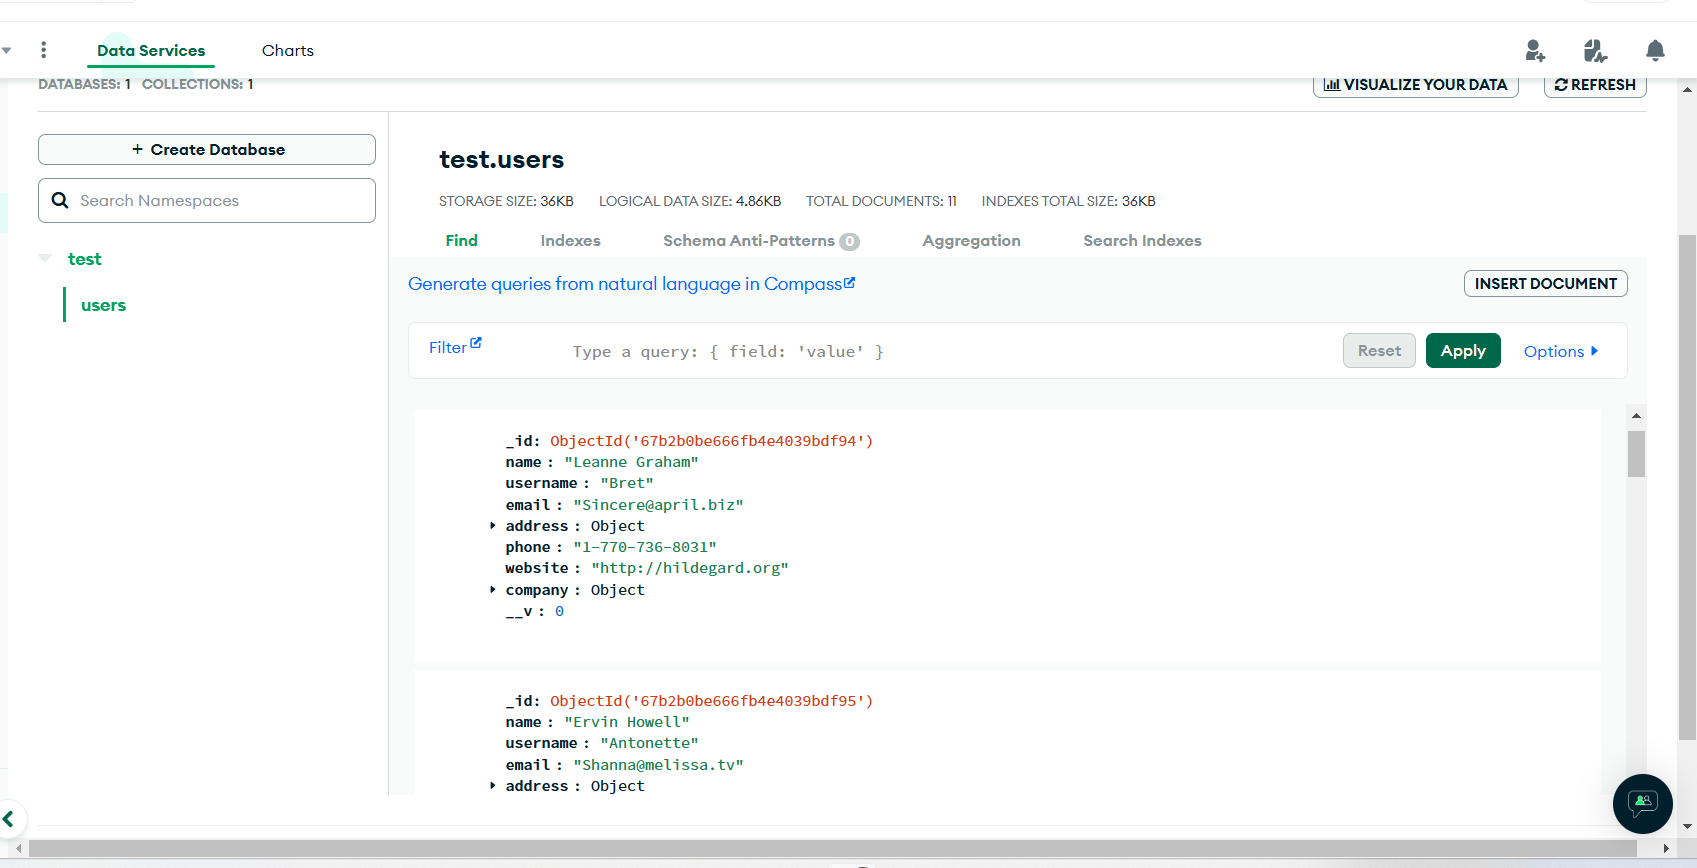 Data Services Charts
DATABASES: 1 COLLECTIONS: 1
VISUALIZE YOUR DATA REFRESH
+ Create Database
Search Namespaces
test
users
test.users
STORAGE SIZE: 36KB LOGICAL DATA SIZE: 4.86KB TOTAL DOCUMENTS: 11 INDEXES TOTAL SIZE: 36KB
Find Indexes Schema Anti-Patterns 0 Aggregation Search Indexes
Generate queries from natural language in Compass
INSERT DOCUMENT
Filter Type a query: { field: 'value' } Reset Apply Options
_id: ObjectId('67b2b0be666fb4e4039bdf94')
name : "Leanne Graham"
username : "Bret"
email : "Sincere@april.biz"
address : Object
phone : "1-770-736-8031"
website : "http://hildegard.org"
company : Object
__v : 0
_id: ObjectId('67b2b0be666fb4e4039bdf95')
name : "Ervin Howell"
username : "Antonette"
email : "Shanna@melissa.tv"
address : Object